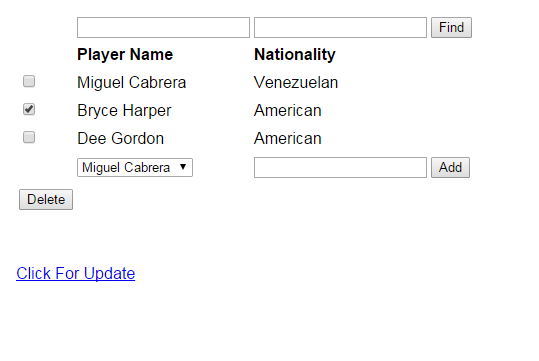 Find
Player Name Nationality
Miguel Cabrera Venezuelan
Bryce Harper American
Dee Gordon American
Miguel Cabrera Add
Delete
Click For Update